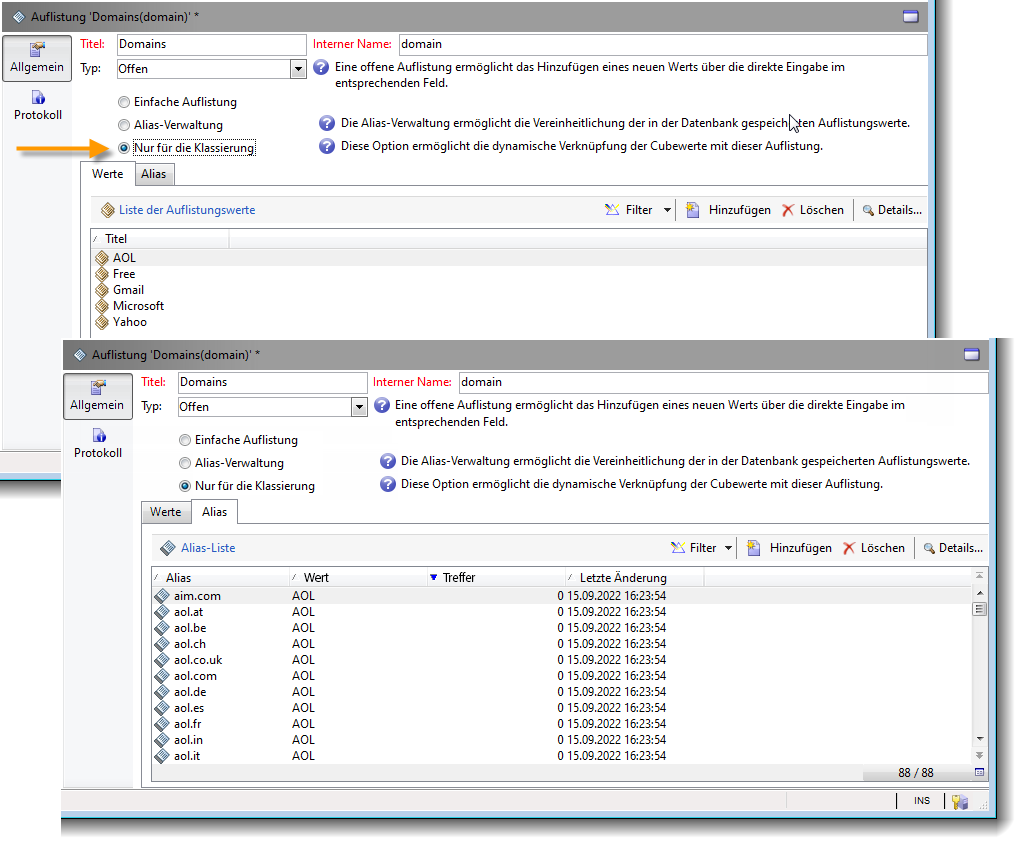 Auflistung 'Domains(domain)' *
Allgemein
Protokoll
Titel: Domains Interner Name: domain
Typ: Offen Eine offene Auflistung ermöglicht das Hinzufügen eines neuen Werts über die direkte Eingabe im
entsprechenden Feld.
Einfache Auflistung
Alias-Verwaltung Die Alias-Verwaltung ermöglicht die Vereinheitlichung der in der Datenbank gespeicherten Auflistungswerte.
Nur für die Klassierung Diese Option ermöglicht die dynamische Verknüpfung der Cubewerte mit dieser Auflistung.
Werte Alias
Liste der Auflistungswerte Filter Hinzufügen Löschen Details...
Titel
AOL
Free
Gmail
Microsoft
Yahoo
Auflistung 'Domains(domain)' *
Allgemein
Protokoll
Titel: Domains Interner Name: domain
Typ: Offen Eine offene Auflistung ermöglicht das Hinzufügen eines neuen Werts über die direkte Eingabe im
entsprechenden Feld.
Einfache Auflistung
Alias-Verwaltung Die Alias-Verwaltung ermöglicht die Vereinheitlichung der in der Datenbank gespeicherten Auflistungswerte.
Nur für die Klassierung Diese Option ermöglicht die dynamische Verknüpfung der Cubewerte mit dieser Auflistung.
Werte Alias
Alias-Liste Filter Hinzufügen Löschen Details...
Alias Wert Treffer Letzte Änderung
aim.com AOL 0 15.09.2022 16:23:54
aol.at AOL 0 15.09.2022 16:23:54
aol.be AOL 0 15.09.2022 16:23:54
aol.ch AOL 0 15.09.2022 16:23:54
aol.co.uk AOL 0 15.09.2022 16:23:54
aol.com AOL 0 15.09.2022 16:23:54
aol.de AOL 0 15.09.2022 16:23:54
aol.es AOL 0 15.09.2022 16:23:54
aol.fr AOL 0 15.09.2022 16:23:54
aol.in AOL 0 15.09.2022 16:23:54
aol.it AOL 0 15.09.2022 16:23:54
88 / 88
INS